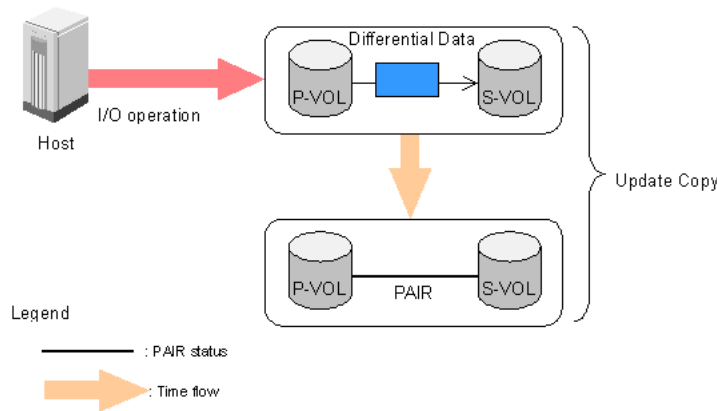 Differential Data
P-VOL
S-VOL
I/O operation
Host
Update Copy
P-VOL
PAIR
S-VOL
Legend
: PAIR status
: Time flow